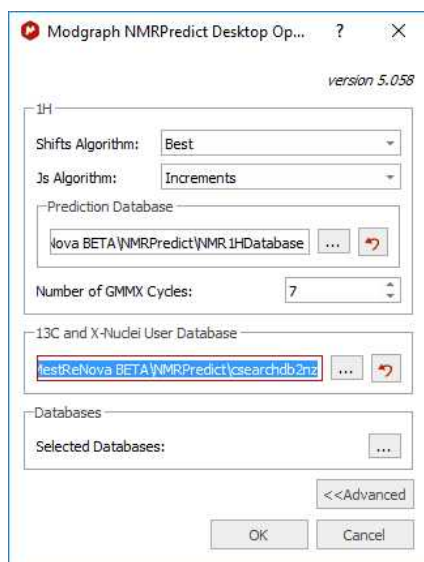 Modgraph NMRPredict Desktop Op...
?
version 5.058
1H
Shifts Algorithm: Best
Js Algorithm: Increments
Prediction Database
Nova BETA\NMRPredict\NMR1HDatabase ...
Number of GMMX Cycles: 7
13C and X-Nuclei User Database
MestReNova BETA\NMRPredict\csearchdb2nz ...
Databases
Selected Databases: ...
<<Advanced
OK Cancel